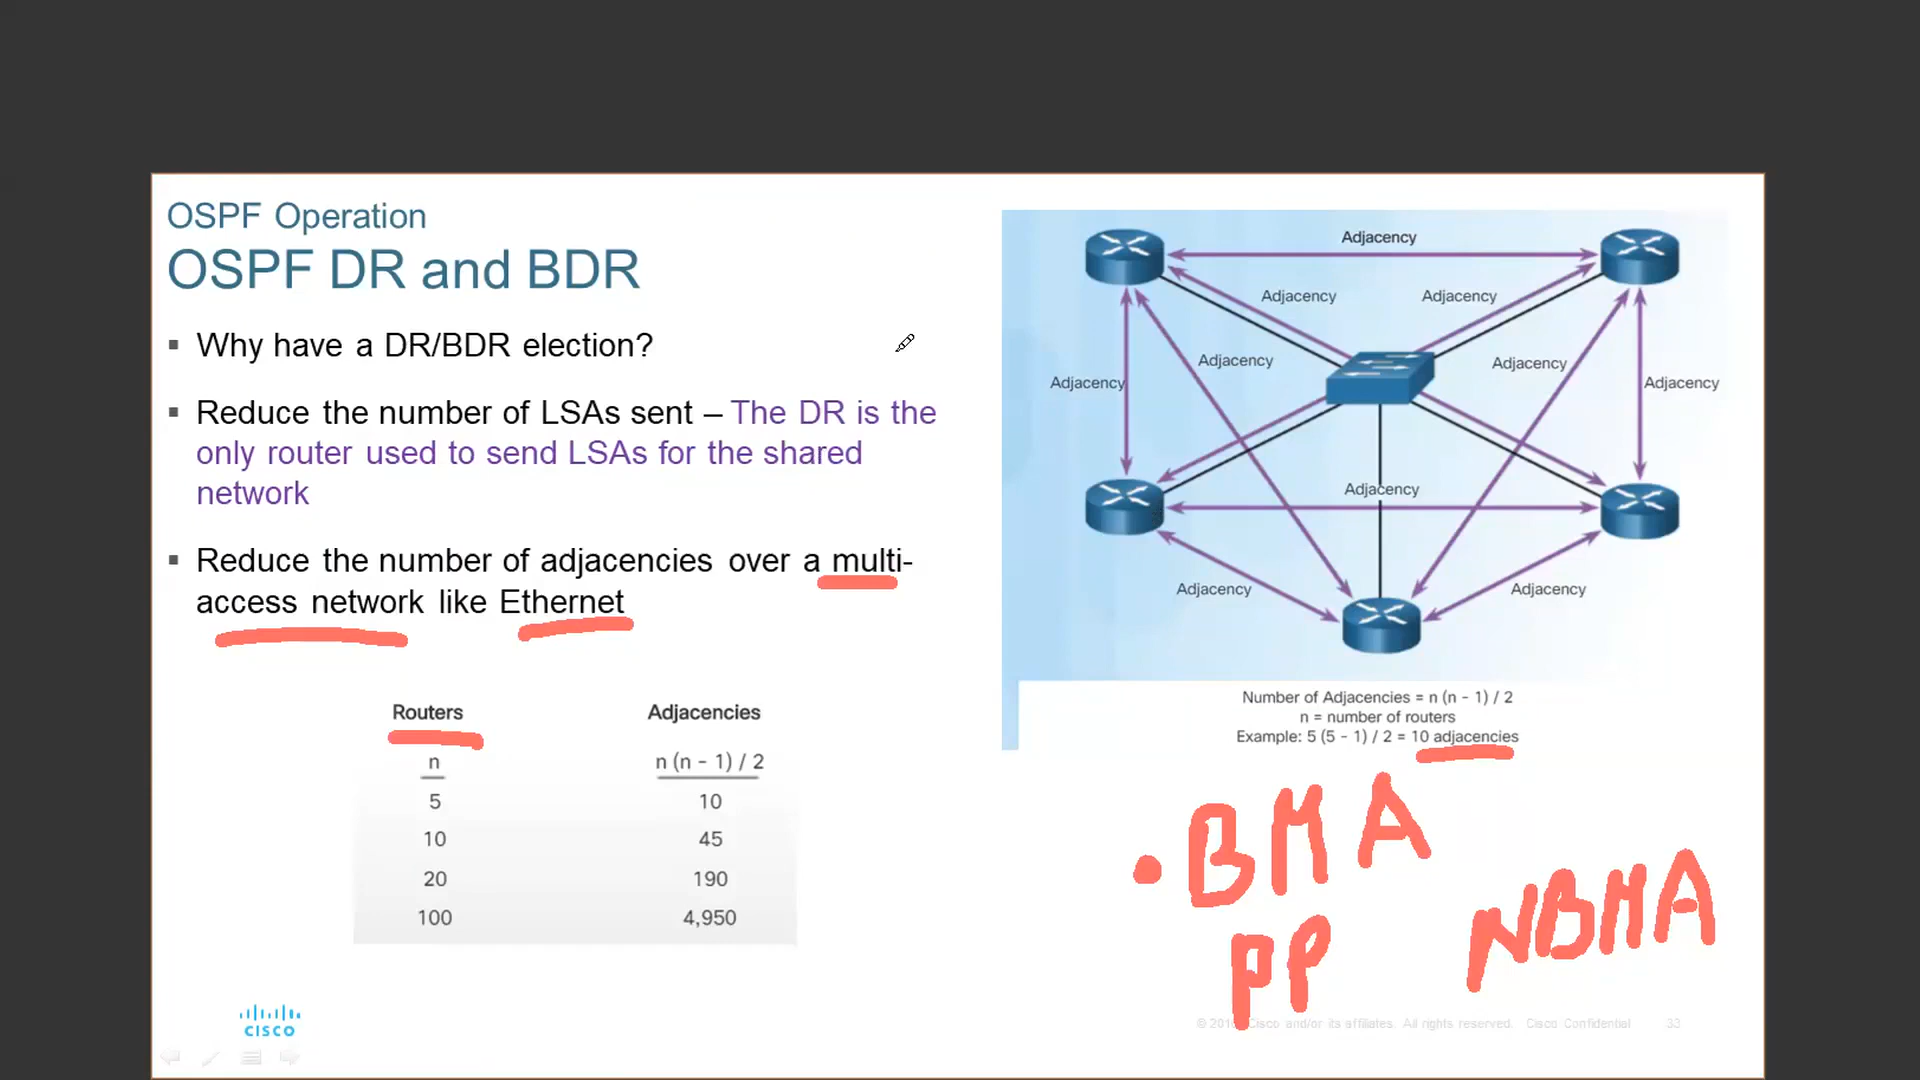 OSPF Operation
OSPF DR and BDR
▪ Why have a DR/BDR election?
▪ Reduce the number of LSAs sent – The DR is the
only router used to send LSAs for the shared
network
▪ Reduce the number of adjacencies over a multi-
access network like Ethernet
Routers Adjacencies
n n (n – 1) / 2
5 10
10 45
20 190
100 4,950
Adjacency
Adjacency Adjacency
Adjacency Adjacency
Adjacency Adjacency
Adjacency
Adjacency Adjacency
Number of Adjacencies = n (n – 1) / 2
n = number of routers
Example: 5 (5 – 1) / 2 = 10 adjacencies
• BMA
NBMA
PP
CISCO
Cisco and/or its affiliates. All rights reserved. Cisco Confidential 33